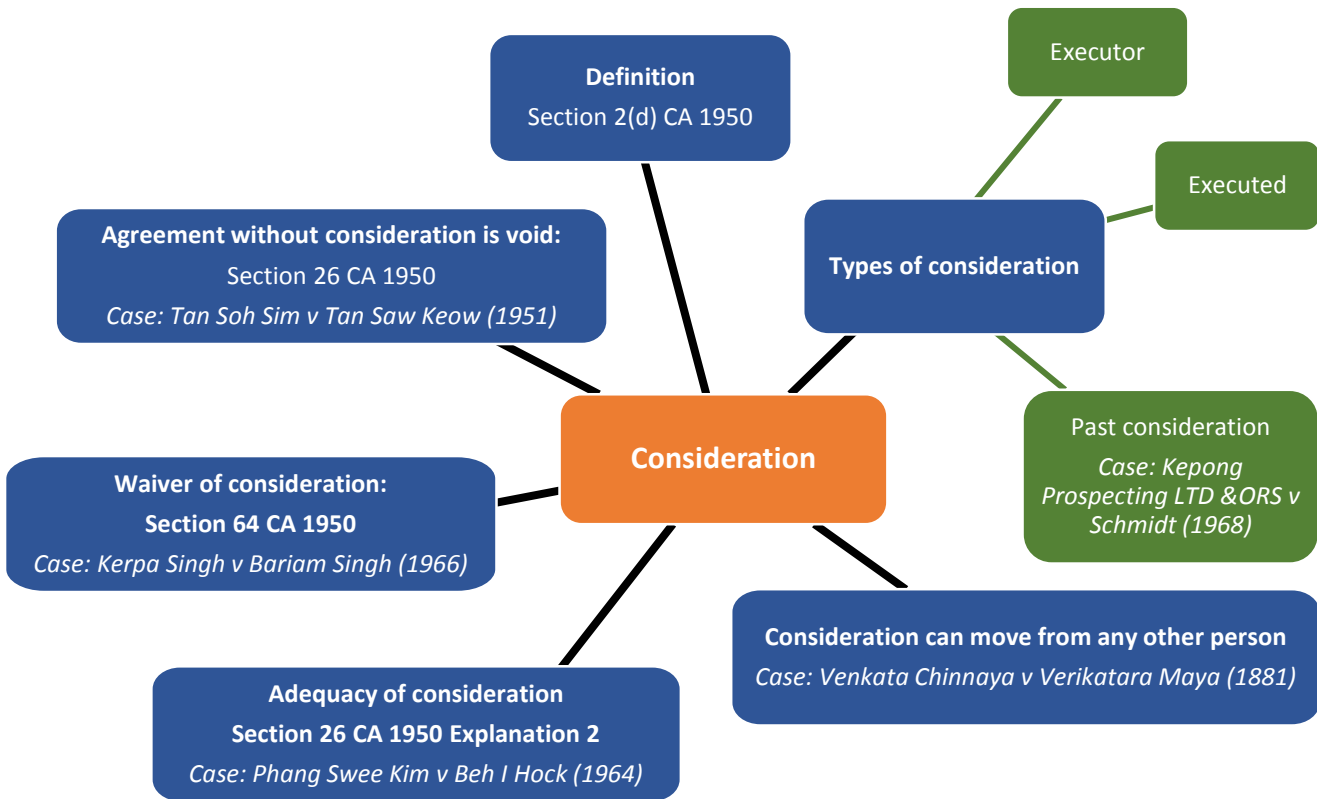 Definition
Section 2(d) CA 1950
Executor
Executed
Agreement without consideration is void:
Section 26 CA 1950
Case: Tan Soh Sim v Tan Saw Keow (1951)
Types of consideration
Consideration
Past consideration
Case: Kepong
Prospecting LTD &ORS v
Schmidt (1968)
Waiver of consideration:
Section 64 CA 1950
Case: Kerpa Singh v Bariam Singh (1966)
Consideration can move from any other person
Case: Venkata Chinnaya v Verikatara Maya (1881)
Adequacy of consideration
Section 26 CA 1950 Explanation 2
Case: Phang Swee Kim v Beh I Hock (1964)